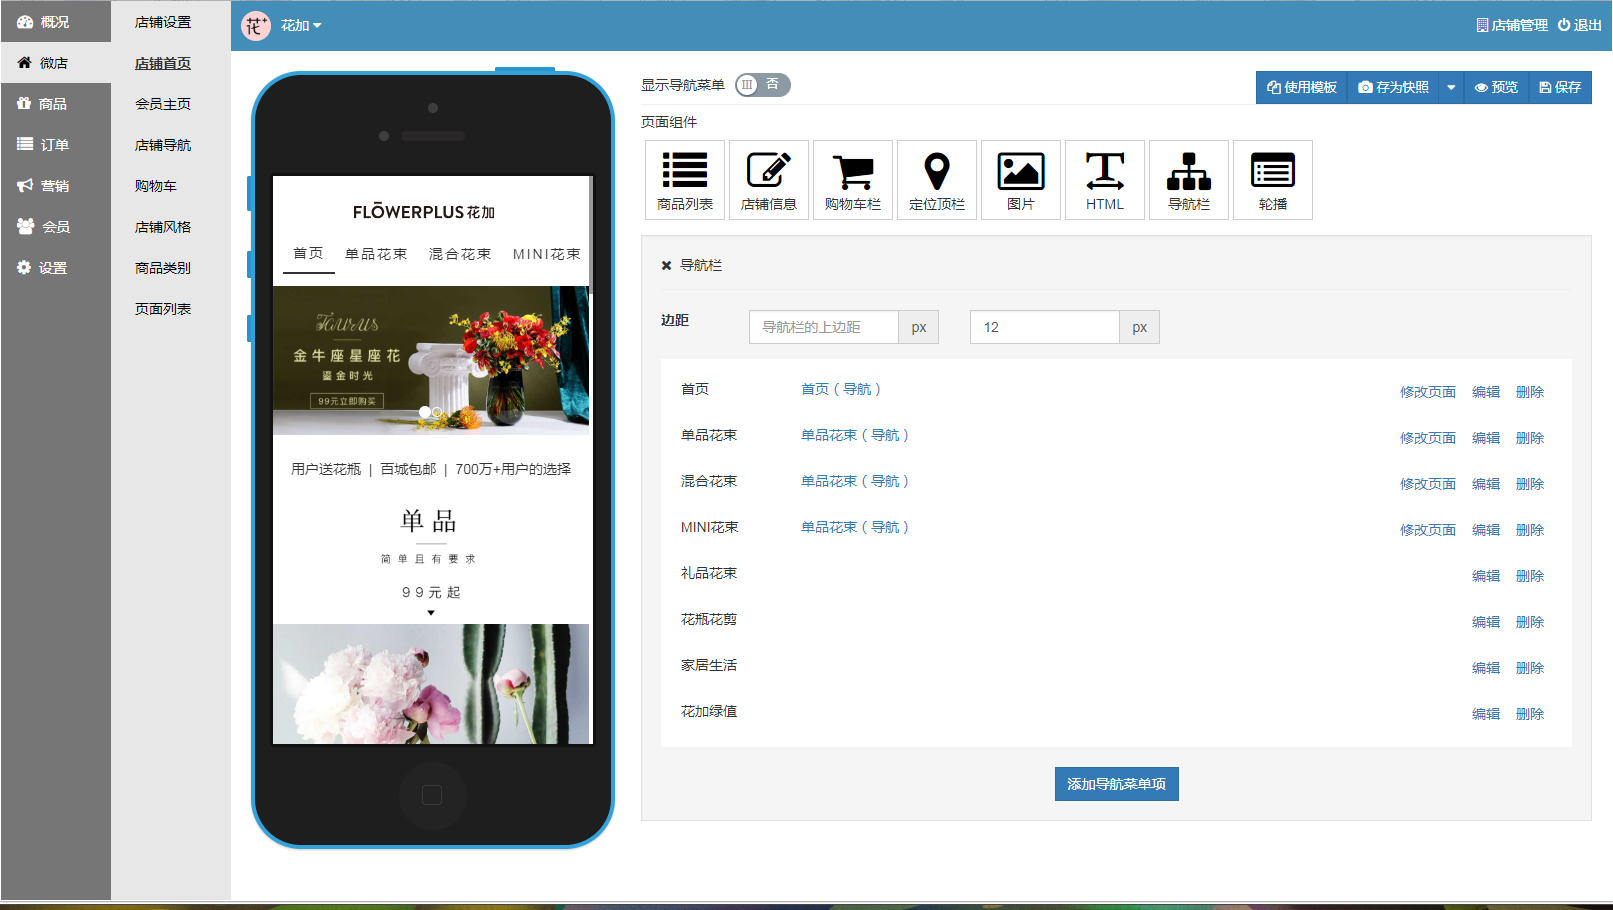 概况
微店
商品
订单
营销
会员
设置
店铺设置
店铺首页
会员主页
店铺导航
购物车
店铺风格
商品类别
页面列表
花+
花加
店铺管理
退出
FLOWERPLUS花加
首页 单品花束 混合花束 MINI花束
Taurus
金牛座星座花
鎏金时光
99元立即购买
用户送花瓶 | 百城包邮 | 700万+用户的选择
单品
简单且有要求
99元起
显示导航菜单 否
使用模板 存为快照 预览 保存
页面组件
商品列表 店铺信息 购物车栏 定位顶栏 图片 HTML 导航栏 轮播
导航栏
边距 导航栏的上边距 px 12 px
首页 首页（导航） 修改页面 编辑 删除
单品花束 单品花束（导航） 修改页面 编辑 删除
混合花束 单品花束（导航） 修改页面 编辑 删除
MINI花束 单品花束（导航） 修改页面 编辑 删除
礼品花束 编辑 删除
花瓶花剪 编辑 删除
家居生活 编辑 删除
花加绿值 编辑 删除
添加导航菜单项